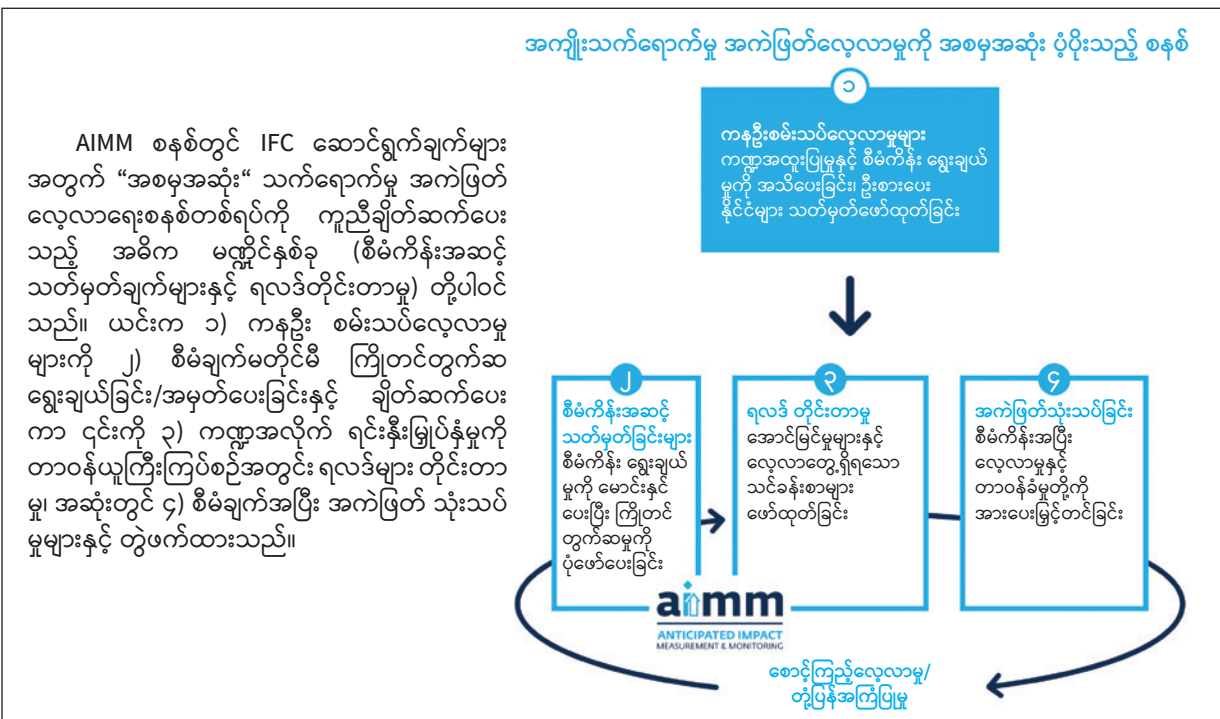 အကျိုးသက်ရောက်မှု အကဲဖြတ်လေ့လာမှုကို အစမှအဆုံး ပံ့ပိုးသည့် စနစ်
AIMM စနစ်တွင် IFC ဆောင်ရွက်ချက်များ
အတွက် “အစမှအဆုံး“ သက်ရောက်မှု အကဲဖြတ်
လေ့လာရေးစနစ်တစ်ရပ်ကို ကူညီချိတ်ဆက်ပေး
သည့် အဓိက မဏ္ဍိုင်နှစ်ခု (စီမံကိန်းအဆင့်
သတ်မှတ်ချက်များနှင့် ရလဒ်တိုင်းတာမှု) တို့ပါဝင်
သည်။ ယင်းက ၁) ကနဦး စမ်းသပ်လေ့လာမှု
များကို ၂) စီမံချက်မတိုင်မီ ကြိုတင်တွက်ဆ
ရွေးချယ်ခြင်း/အမှတ်ပေးခြင်းနှင့် ချိတ်ဆက်ပေး
ကာ ၎င်းကို ၃) ကဏ္ဍအလိုက် ရင်းနှီးမြှုပ်နှံမှုကို
တာဝန်ယူကြီးကြပ်စဉ်အတွင်း ရလဒ်များ တိုင်းတာ
မှု၊ အဆုံးတွင် ၄) စီမံချက်အပြီး အကဲဖြတ် သုံးသပ်
မှုများနှင့် တွဲဖက်ထားသည်။
၁
ကနဦးစမ်းသပ်လေ့လာမှုများ
ကဏ္ဍအထူးပြုမှုနှင့် စီမံကိန်း ရွေးချယ်
မှုကို အသိပေးခြင်း၊ ဦးစားပေး
နိုင်ငံများ သတ်မှတ်ဖော်ထုတ်ခြင်း
၂
စီမံကိန်းအဆင့်
သတ်မှတ်ခြင်းများ
စီမံကိန်း ရွေးချယ်
မှုကို မောင်းနှင်
ပေးပြီး ကြိုတင်
တွက်ဆမှုကို
ပုံဖော်ပေးခြင်း
၃
ရလဒ် တိုင်းတာမှု
အောင်မြင်မှုများနှင့်
လေ့လာတွေ့ရှိရသော
သင်ခန်းစာများ
ဖော်ထုတ်ခြင်း
၄
အကဲဖြတ်သုံးသပ်ခြင်း
စီမံကိန်းအပြီး
လေ့လာမှုနှင့်
တာဝန်ခံမှုတို့ကို
အားပေးမြှင့်တင်ခြင်း
aimm
ANTICIPATED IMPACT
MEASUREMENT & MONITORING
စောင့်ကြည့်လေ့လာမှု/
တုံ့ပြန်အကြံပြုမှု